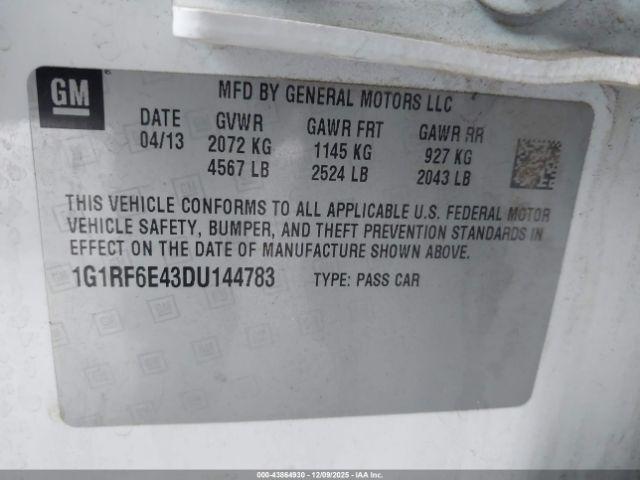 GM
MFD BY GENERAL MOTORS LLC
DATE GVWR GAWR FRT GAWR RR
04/13 2072 KG 1145 KG 927 KG
4567 LB 2524 LB 2043 LB
THIS VEHICLE CONFORMS TO ALL APPLICABLE U.S. FEDERAL MOTOR
VEHICLE SAFETY, BUMPER, AND THEFT PREVENTION STANDARDS IN
EFFECT ON THE DATE OF MANUFACTURE SHOWN ABOVE.
1G1RF6E43DU144783 TYPE: PASS CAR
000-43864930 - 12/09/2025 - IAAI.COM